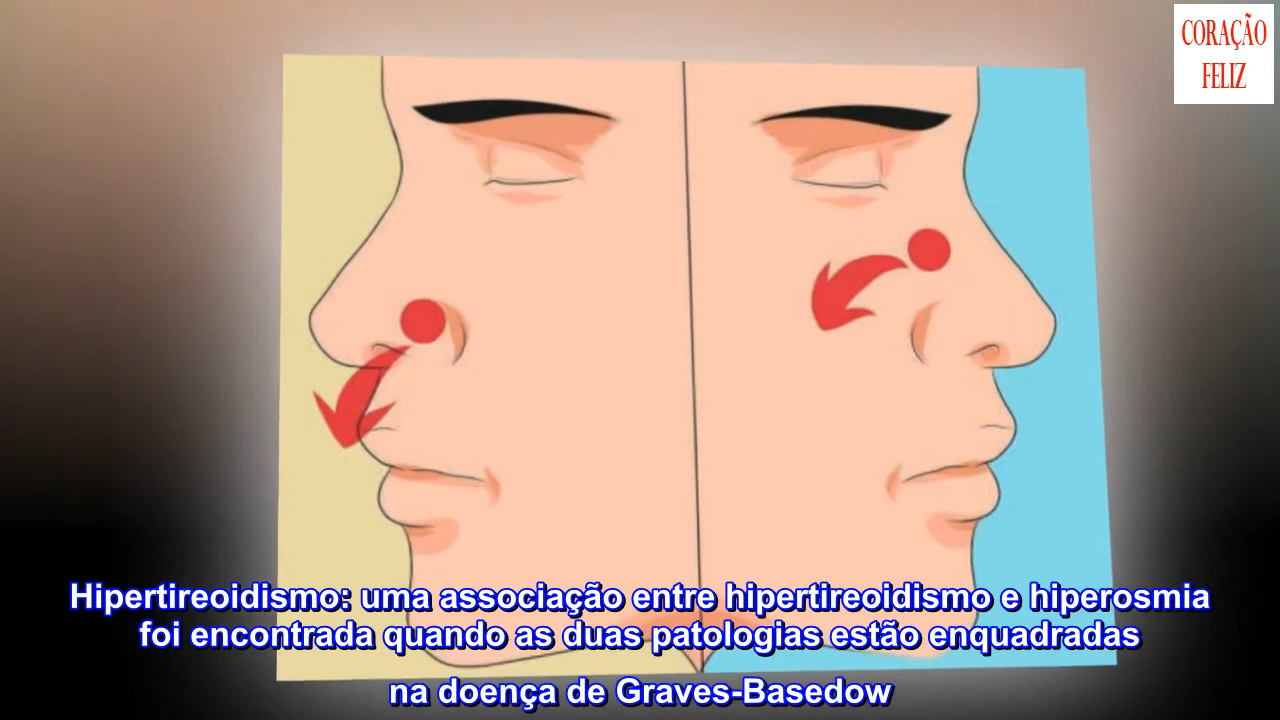 CORAÇÃO
FELIZ
Hipertireoidismo: uma associação entre hipertireoidismo e hiperosmia
foi encontrada quando as duas patologias estão enquadradas
na doença de Graves-Basedow